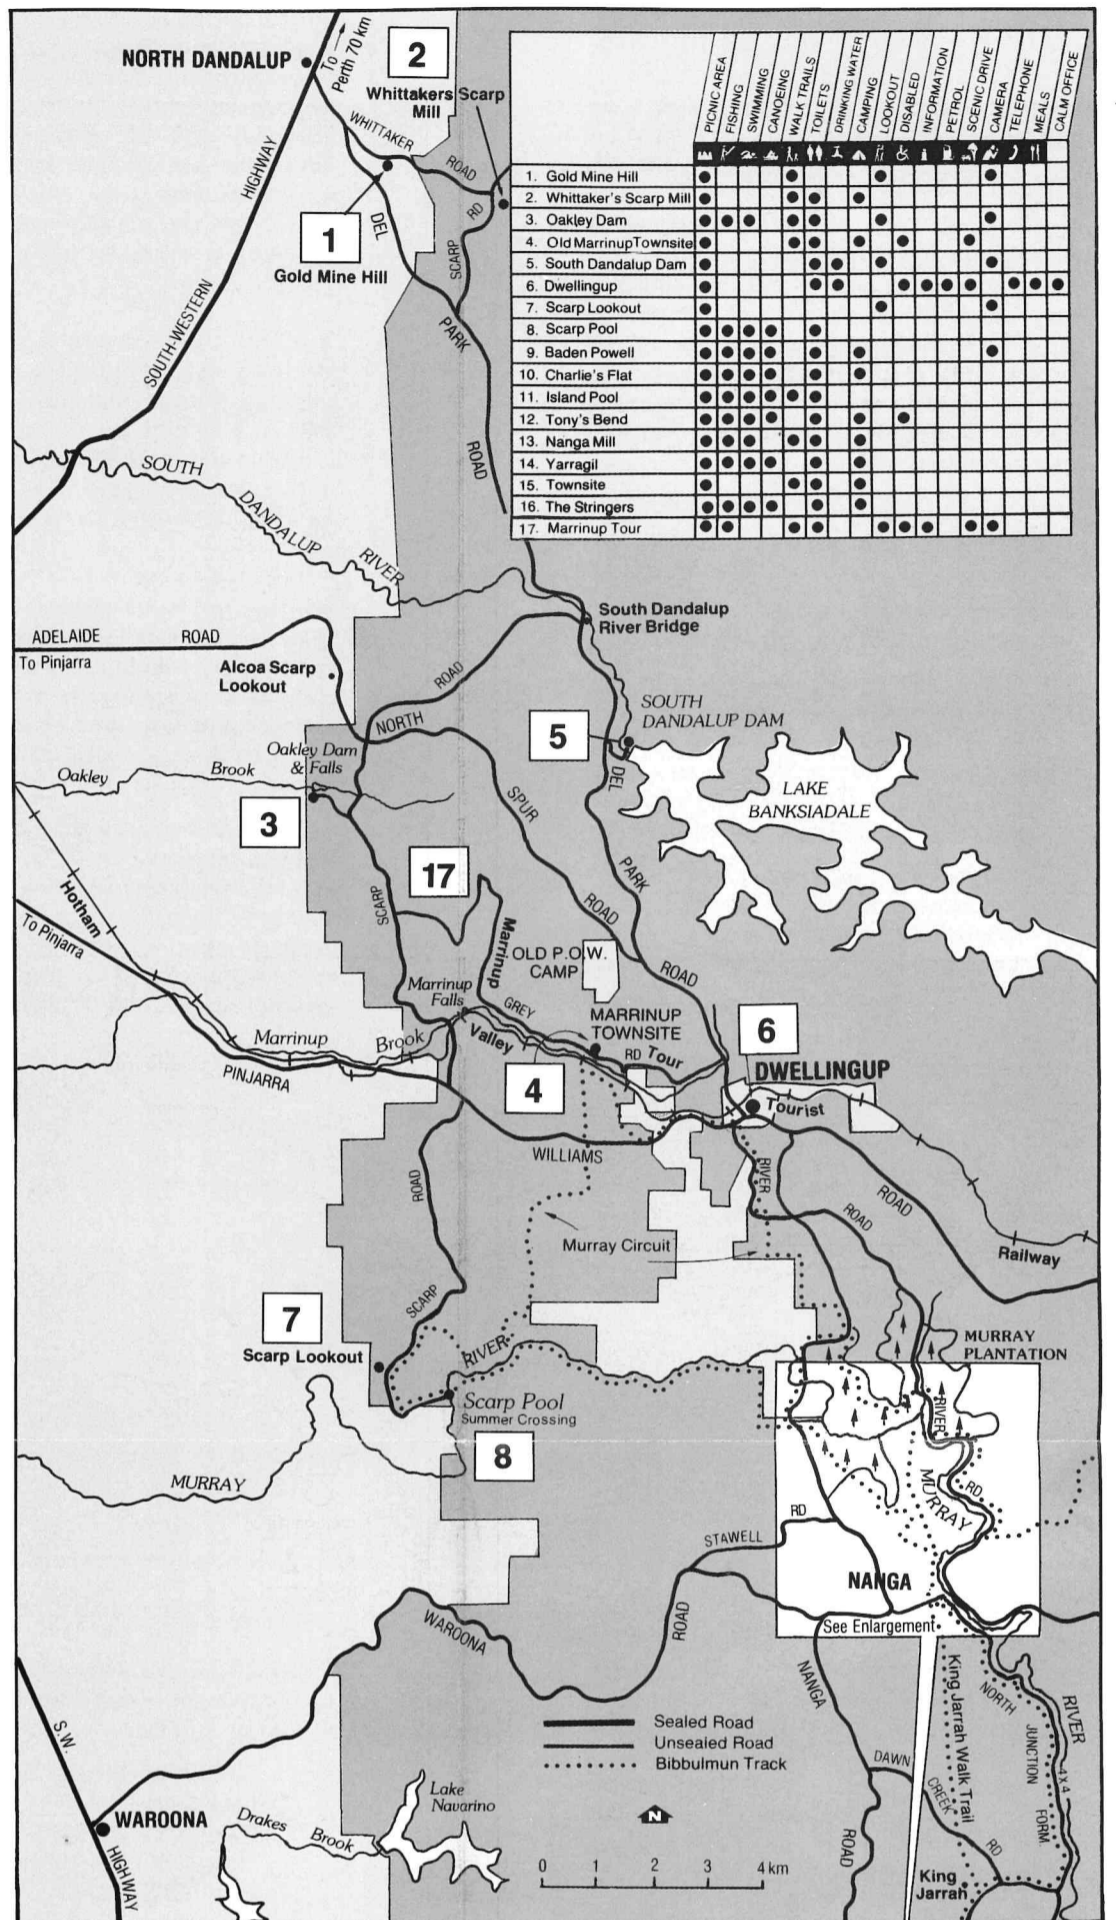 NORTH DANDALUP
To
Perth 70 km
2
Whittakers Scarp
Mill
WHITTAKER
ROAD
RD
SCARP
1
Gold Mine Hill
DEL
PARK
ROAD
HIGHWAY
SOUTH-WESTERN
PICNIC AREA
FISHING
SWIMMING
CANOEING
WALK TRAILS
TOILETS
DRINKING WATER
CAMPING
LOOKOUT
DISABLED
INFORMATION
PETROL
SCENIC DRIVE
CAMERA
TELEPHONE
MEALS
CALM OFFICE
1. Gold Mine Hill
2. Whittaker's Scarp Mill
3. Oakley Dam
4. Old Marrinup Townsite
5. South Dandalup Dam
6. Dwellingup
7. Scarp Lookout
8. Scarp Pool
9. Baden Powell
10. Charlie's Flat
11. Island Pool
12. Tony's Bend
13. Nanga Mill
14. Yarragil
15. Townsite
16. The Stringers
17. Marrinup Tour
SOUTH
DANDALUP
RIVER
ADELAIDE ROAD
To Pinjarra
Alcoa Scarp
Lookout
South Dandalup
River Bridge
ROAD
NORTH
SOUTH
DANDALUP DAM
5
DEL
LAKE
BANKSIADALE
Oakley Dam
& Falls
Oakley Brook
3
SPUR
ROAD
PARK
ROAD
17
SCARP
Hotham
To Pinjarra
Marrinup
OLD P.O.W.
CAMP
Marrinup
Falls
GREY
MARRINUP
TOWNSITE
RD Tour
Valley
4
6
DWELLINGUP
Tourist
Marrinup Brook
PINJARRA
WILLIAMS
ROAD
RIVER
ROAD
ROAD
Railway
Murray Circuit
SCARP
7
Scarp Lookout
RIVER
Scarp Pool
Summer Crossing
8
MURRAY
MURRAY
PLANTATION
RIVER
RD
MURRAY
RD
STAWELL
NANGA
See Enlargement
WAROONA
ROAD
NANGA
ROAD
King Jarrah Walk Trail
NORTH
JUNCTION
FORM.
4X4
RIVER
DAWN
CREEK
RD
King
Jarrah
Sealed Road
Unsealed Road
Bibbulmun Track
N
0 1 2 3 4 km
S.W.
HIGHWAY
WAROONA
Drakes Brook
Lake
Navarino